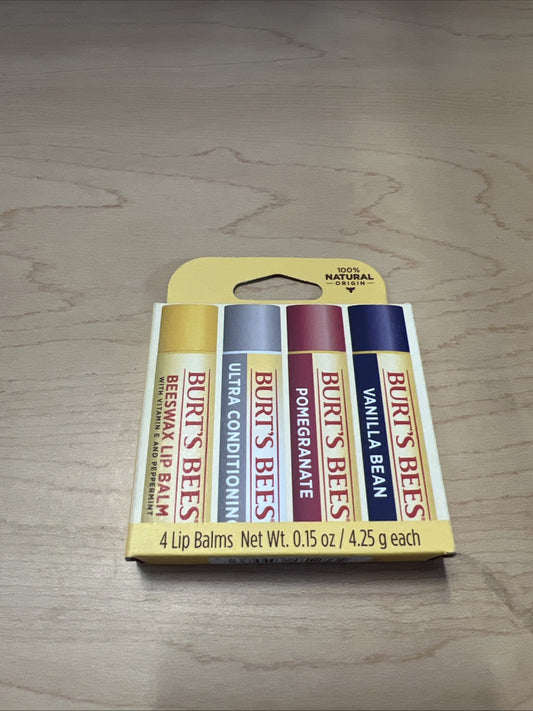 100%
NATURAL
ORIGIN
BURT'S BEES
BEESWAX LIP BALM
WITH VITAMIN E AND PEPPERMINT
BURT'S BEES
ULTRA CONDITIONING
BURT'S BEES
POMEGRANATE
BURT'S BEES
VANILLA BEAN
4 Lip Balms Net Wt. 0.15 oz / 4.25 g each